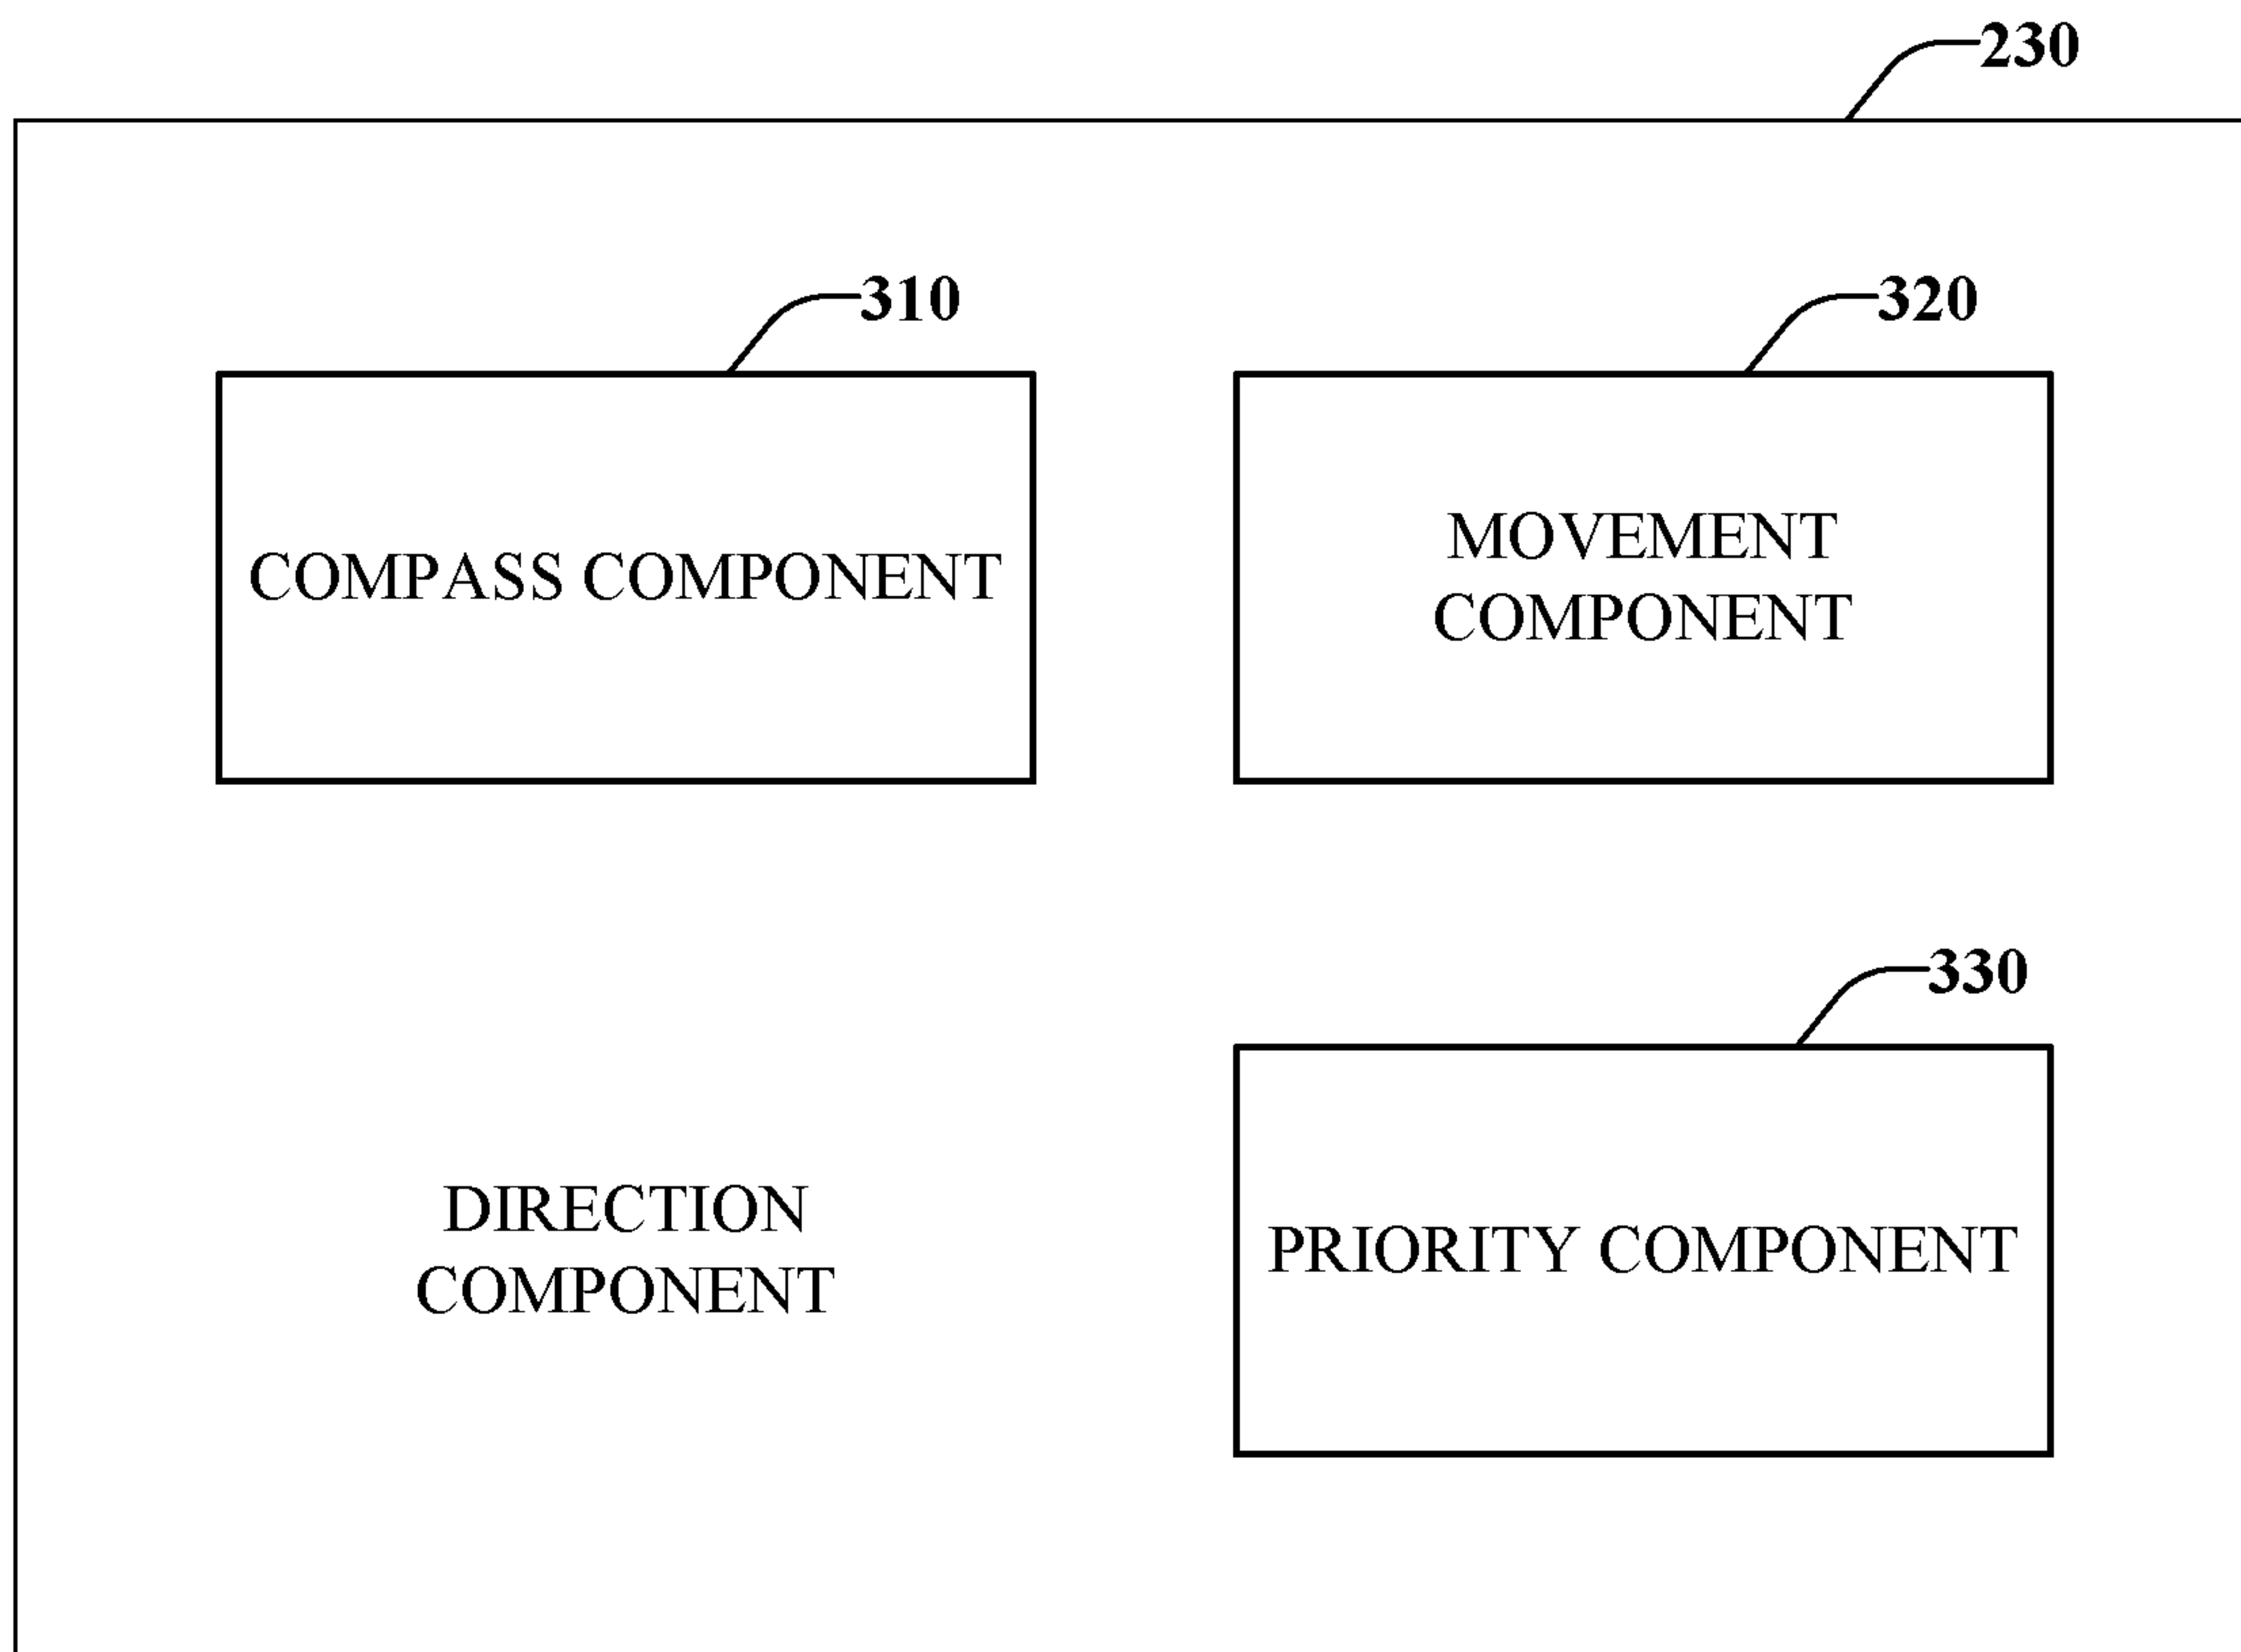 230
310
320
COMPASS COMPONENT
MOVEMENT
COMPONENT
330
DIRECTION
COMPONENT
PRIORITY COMPONENT